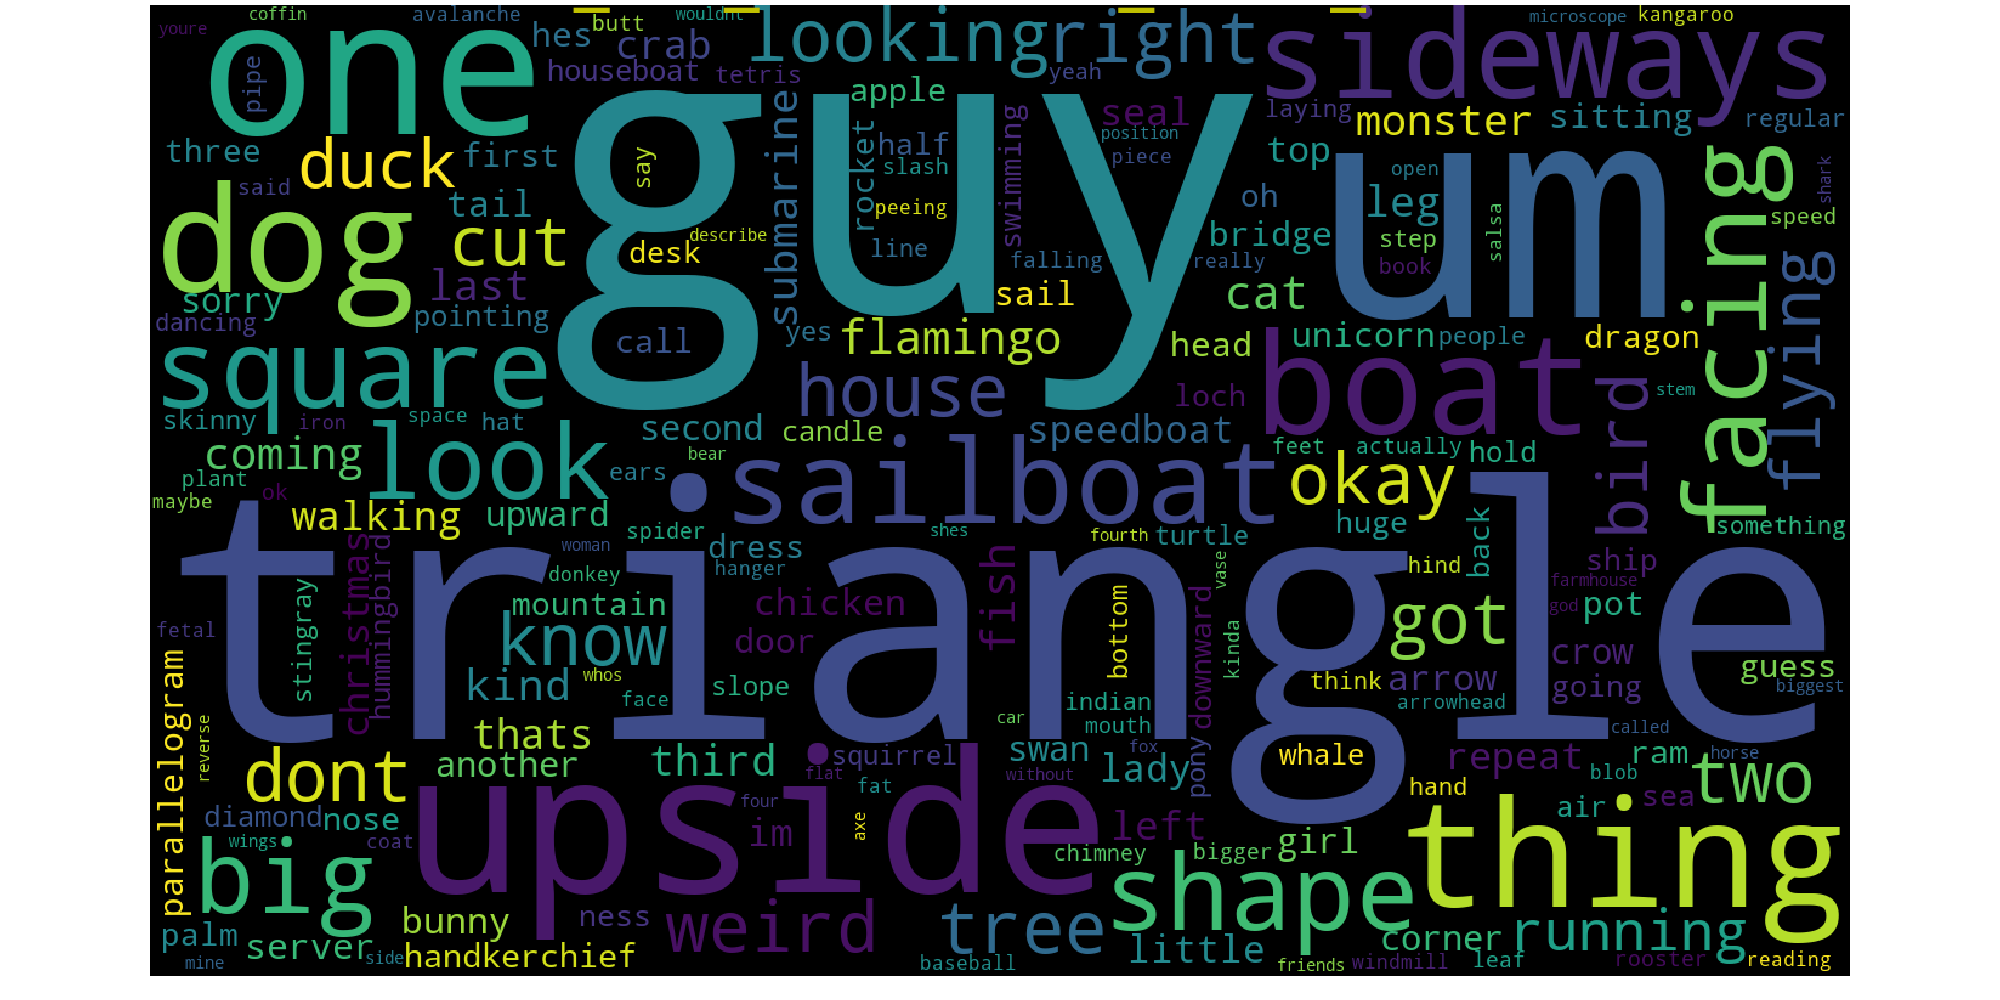 coffin
avalanche
wouldnt
microscope
kangaroo
youre
one
hes
butt
crab
looking
right
sideways
houseboat
tetris
yeah
pipe
guy
apple
submarine
seal
laying
monster
sitting
regular
three
duck
first
say
rocket
half
slash
swimming
position
piece
top
um
open
facing
shark
said
dog
tail
cut
desk
describe
peeing
line
falling
oh
leg
bridge
step
salsa
speed
flying
really
book
last
sorry
sail
cat
dancing
pointing
call
yes
flamingo
head
unicorn
people
dragon
square
house
loch
boat
bird
stem
skinny
iron
space
hat
second
candle
speedboat
coming
look
bear
sailboat
feet
actually
hold
plant
ears
okay
maybe
ok
walking
upward
spider
shes
fourth
turtle
huge
back
something
christmas
hummingbird
woman
dress
hanger
donkey
fish
vase
hind
ship
farmhouse
triangle
stingray
mountain
chicken
bottom
downward
got
god
pot
fetal
know
door
kinda
crow
guess
parallelogram
kind
whos
face
slope
indian
think
arrow
going
biggest
arrowhead
mouth
car
reverse
thats
another
third
squirrel
swan
fox
lady
pony
whale
repeat
called
ram
horse
dont
flat
without
blob
two
diamond
nose
upside
four
fat
hand
air
sea
thing
wings
coat
im
axe
left
chimney
bigger
girl
big
shape
bunny
ness
weird
tree
palm
server
side
handkerchief
little
corner
running
mine
baseball
friends
windmill
leaf
rooster
reading